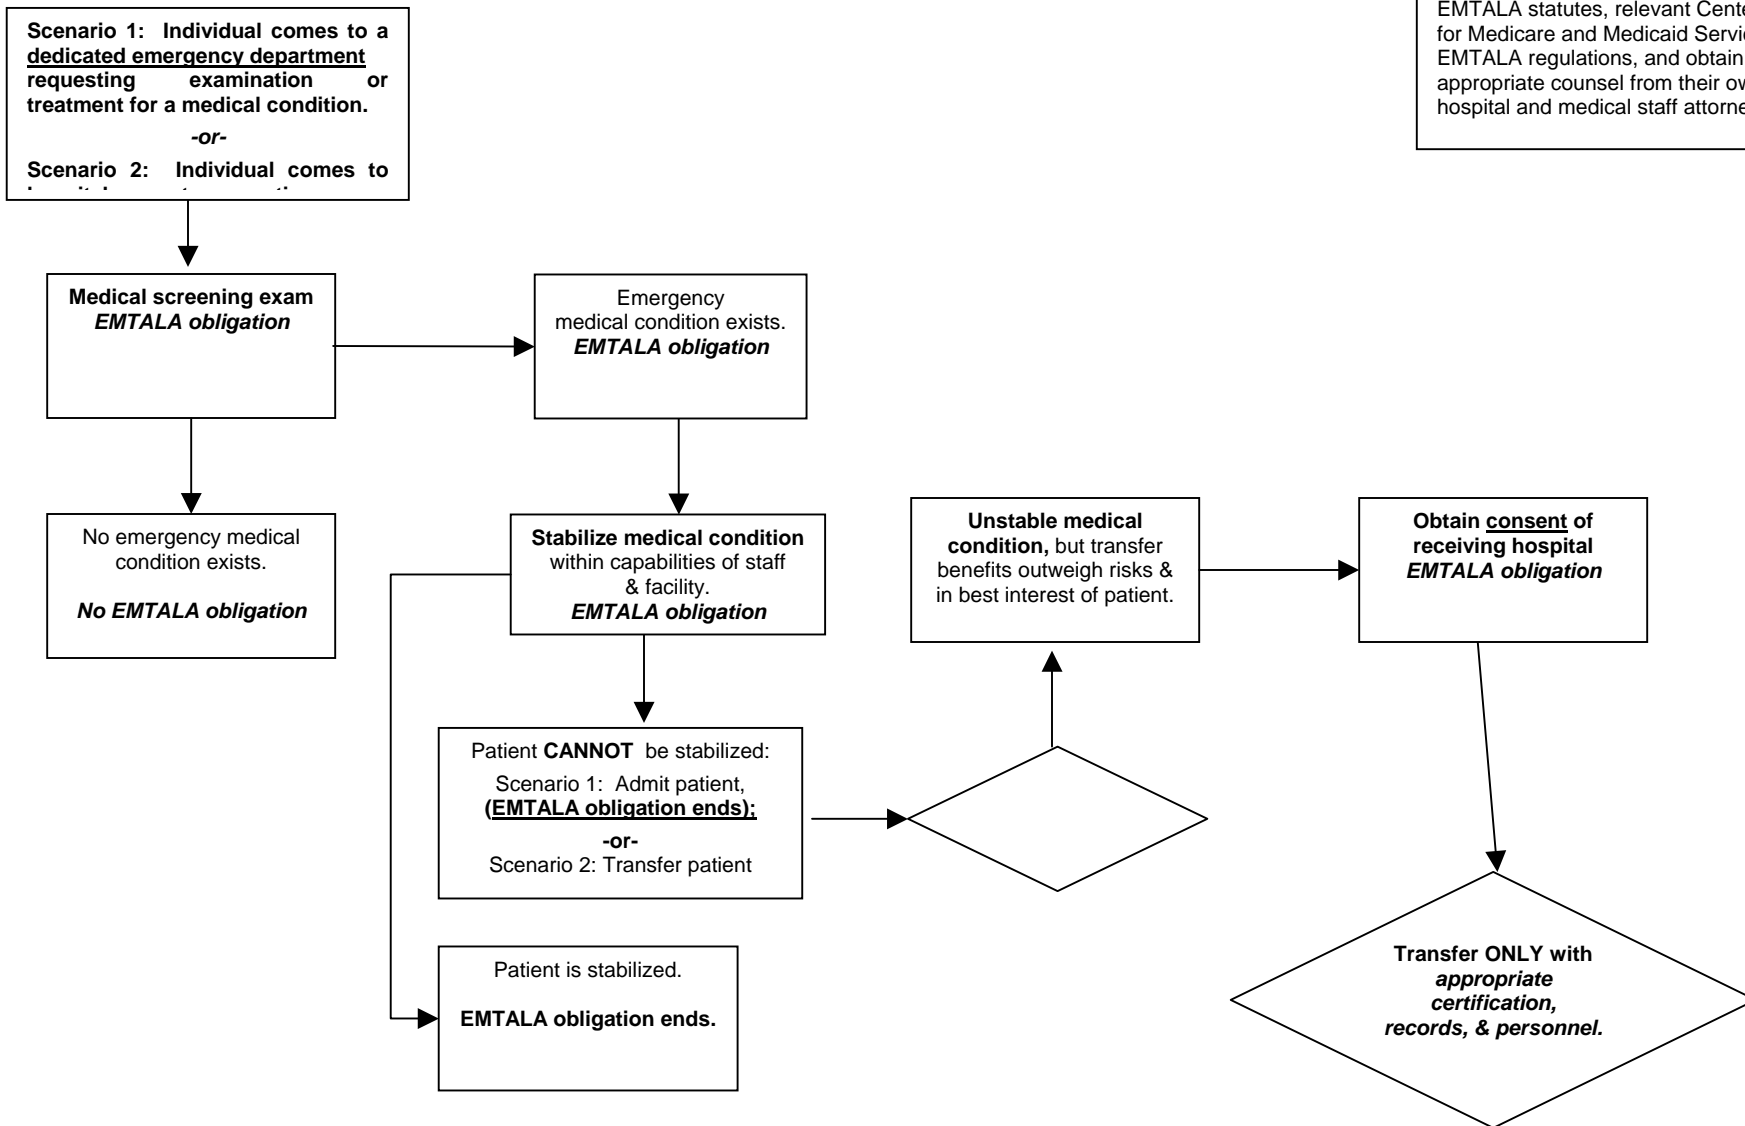 Scenario 1: Individual comes to a
dedicated emergency department
requesting examination or
treatment for a medical condition.
-or-
Scenario 2: Individual comes to
EMTALA statutes, relevant
for Medicare and Medicaid
EMTALA regulations, and obtain
appropriate counsel from their
hospital and medical staff
Medical screening exam
EMTALA obligation
Emergency
medical condition exists.
EMTALA obligation
No emergency medical
condition exists.
No EMTALA obligation
Stabilize medical condition
within capabilities of staff
& facility.
EMTALA obligation
Unstable medical
condition, but transfer
benefits outweigh risks &
in best interest of patient.
Obtain consent of
receiving hospital
EMTALA obligation
Patient CANNOT be stabilized:
Scenario 1: Admit patient,
(EMTALA obligation ends);
-or-
Scenario 2: Transfer patient
Patient is stabilized.
EMTALA obligation ends.
Transfer ONLY with
appropriate
certification,
records, & personnel.